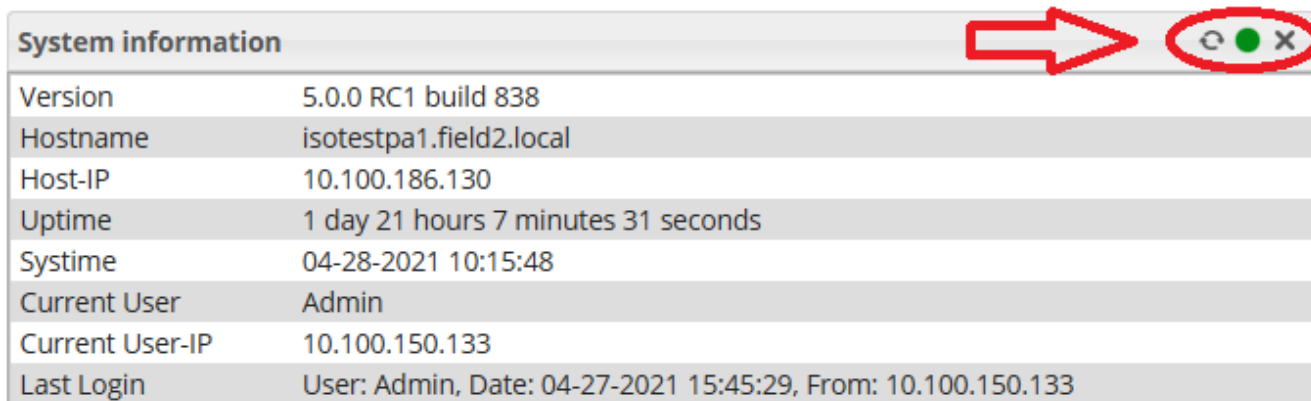 System information
Version 5.0.0 RC1 build 838
Hostname isotestpa1.field2.local
Host-IP 10.100.186.130
Uptime 1 day 21 hours 7 minutes 31 seconds
Systime 04-28-2021 10:15:48
Current User Admin
Current User-IP 10.100.150.133
Last Login User: Admin, Date: 04-27-2021 15:45:29, From: 10.100.150.133